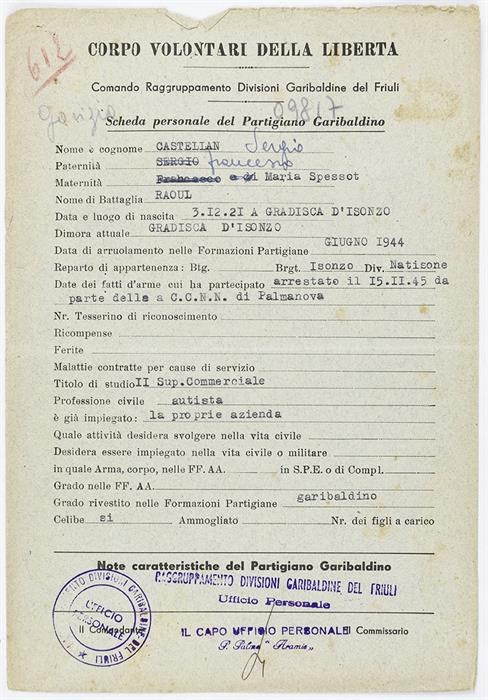 612
CORPO VOLONTARI DELLA LIBERTA
Comando Raggruppamento Divisioni Garibaldine del Friuli
Gorizia 09817
Scheda personale del Partigiano Garibaldino
Nome e cognome CASTELLAN Sergio
Paternità SERGIO francesco
Maternità Francesco e di Maria Spessot
Nome di Battaglia RAOUL
Data e luogo di nascita 3.I2.2I A GRADISCA D'ISONZO
Dimora attuale GRADISCA D'ISONZO
Data di arruolamento nelle Formazioni Partigiane GIUGNO 1944
Reparto di appartenenza: Btg. Brgt. Isonzo Div. Natisone
Date dei fatti d'arme cui ha partecipato arrestato il I5.II.45 da
parte della a C.C.N.N. di Palmanova
Nr. Tesserino di riconoscimento
Ricompense
Ferite
Malattie contratte per cause di servizio
Titolo di studio II Sup.Commerciale
Professione civile autista
è già impiegato: la proprie azienda
Quale attività desidera svolgere nella vita civile
Desidera essere impiegato nella vita civile o militare
in quale Arma, corpo, nelle FF. AA. in S.P.E. o di Compl.
Grado nelle FF. AA.
Grado rivestito nelle Formazioni Partigiane garibaldino
Celibe si Ammogliato Nr. dei figli a carico
Note caratteristiche del Partigiano Garibaldino
RAGGRUPPAMENTO DIVISIONI GARIBALDINE DEL FRIULI
Ufficio Personale
UFFICIO PERSONALE
Il Comandante IL CAPO UFFICIO PERSONALE Il Commissario
"Aramis"